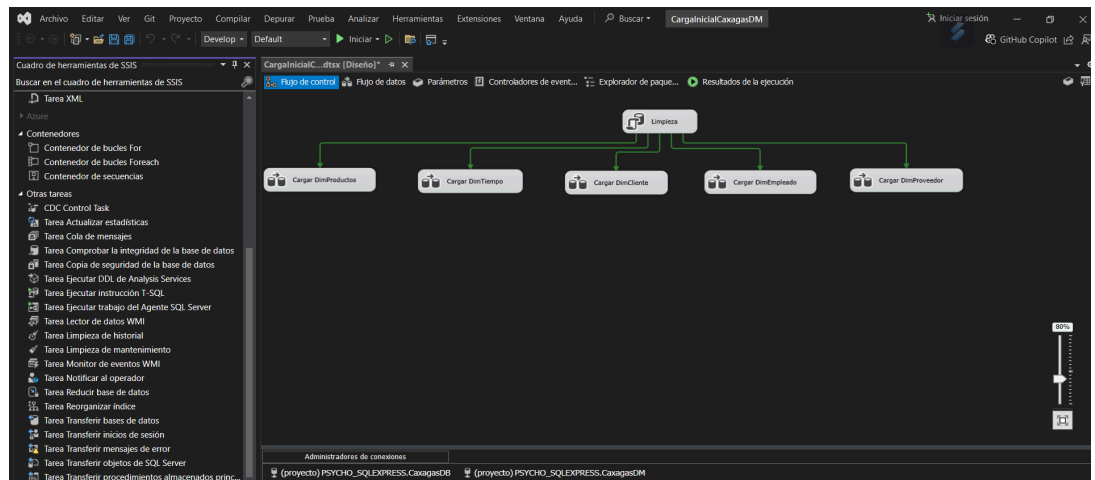 Archivo Editar Ver Git Proyecto Compilar Depurar Prueba Analizar Herramientas Extensiones Ventana Ayuda Buscar CargaInicialCaxagasDM Iniciar sesión
Develop Default Iniciar GitHub Copilot
Cuadro de herramientas de SSIS
Buscar en el cuadro de herramientas de SSIS
Tarea XML
Azure
Contenedores
Contenedor de bucles For
Contenedor de bucles Foreach
Contenedor de secuencias
Otras tareas
CDC Control Task
Tarea Actualizar estadísticas
Tarea Cola de mensajes
Tarea Comprobar la integridad de la base de datos
Tarea Copia de seguridad de la base de datos
Tarea Ejecutar DDL de Analysis Services
Tarea Ejecutar instrucción T-SQL
Tarea Ejecutar trabajo del Agente SQL Server
Tarea Lector de datos WMI
Tarea Limpieza de historial
Tarea Limpieza de mantenimiento
Tarea Monitor de eventos WMI
Tarea Notificar al operador
Tarea Reducir base de datos
Tarea Reorganizar índice
Tarea Transferir bases de datos
Tarea Transferir inicios de sesión
Tarea Transferir mensajes de error
Tarea Transferir objetos de SQL Server
Tarea Transferir procedimientos almacenados princ...
CargaInicialC...dtsx [Diseño]*
Flujo de control Flujo de datos Parámetros Controladores de event... Explorador de paque... Resultados de la ejecución
Limpieza
Cargar DimProductos Cargar DimTiempo Cargar DimCliente Cargar DimEmpleado Cargar DimProveedor
80%
Administradores de conexiones
(proyecto) PSYCHO_SQLEXPRESS.CaxagasDB (proyecto) PSYCHO_SQLEXPRESS.CaxagasDM